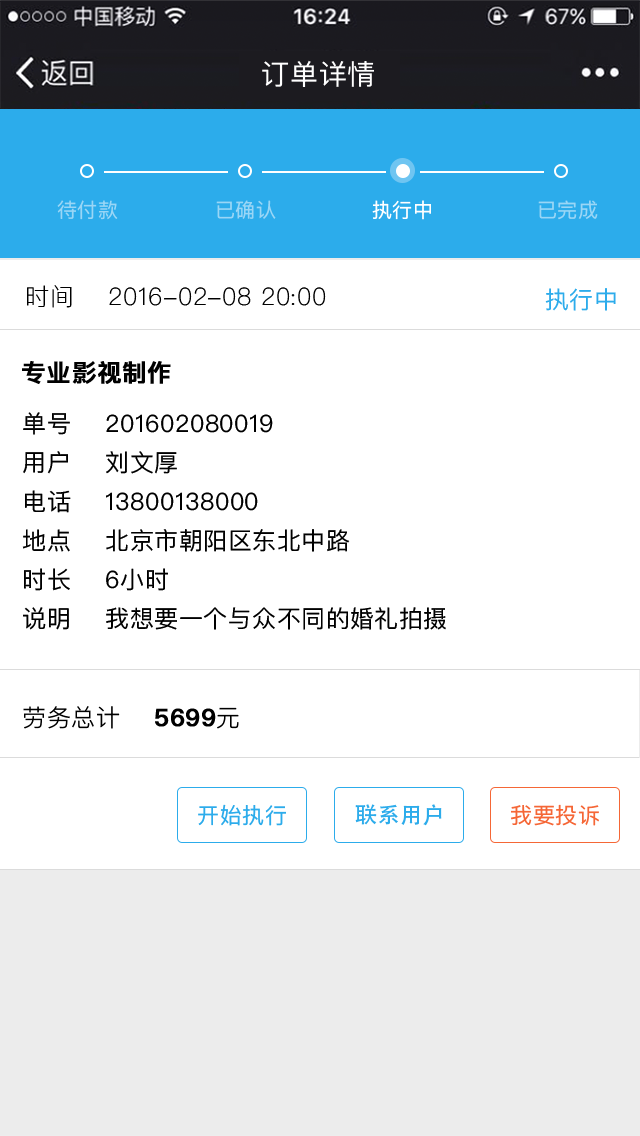 中国移动 16:24 67%
返回 订单详情
待付款 已确认 执行中 已完成
时间 2016-02-08 20:00 执行中
专业影视制作
单号 201602080019
用户 刘文厚
电话 13800138000
地点 北京市朝阳区东北中路
时长 6小时
说明 我想要一个与众不同的婚礼拍摄
劳务总计 5699元
开始执行 联系用户 我要投诉